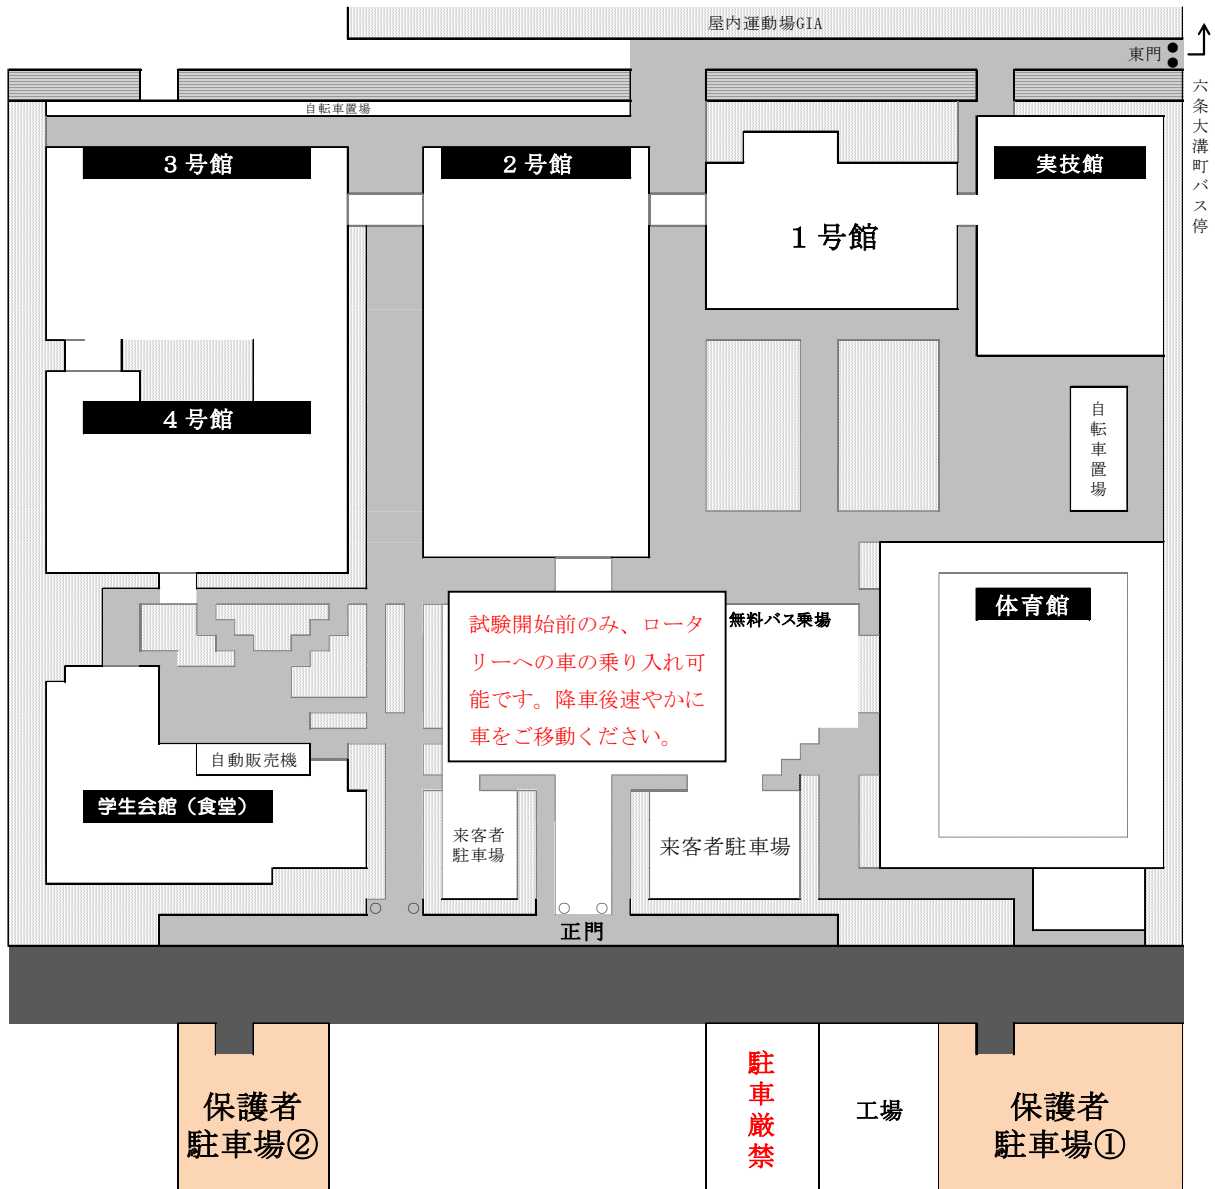 屋内運動場GIA
東門
六条大溝町バス停
自転車置場
３号館
２号館
実技館
１号館
４号館
自転車置場
体育館
試験開始前のみ、ロータ
リーへの車の乗り入れ可
能です。降車後速やかに
車をご移動ください。
無料バス乗場
自動販売機
学生会館（食堂）
来客者
駐車場
来客者駐車場
正門
保護者
駐車場②
駐車厳禁
工場
保護者
駐車場①